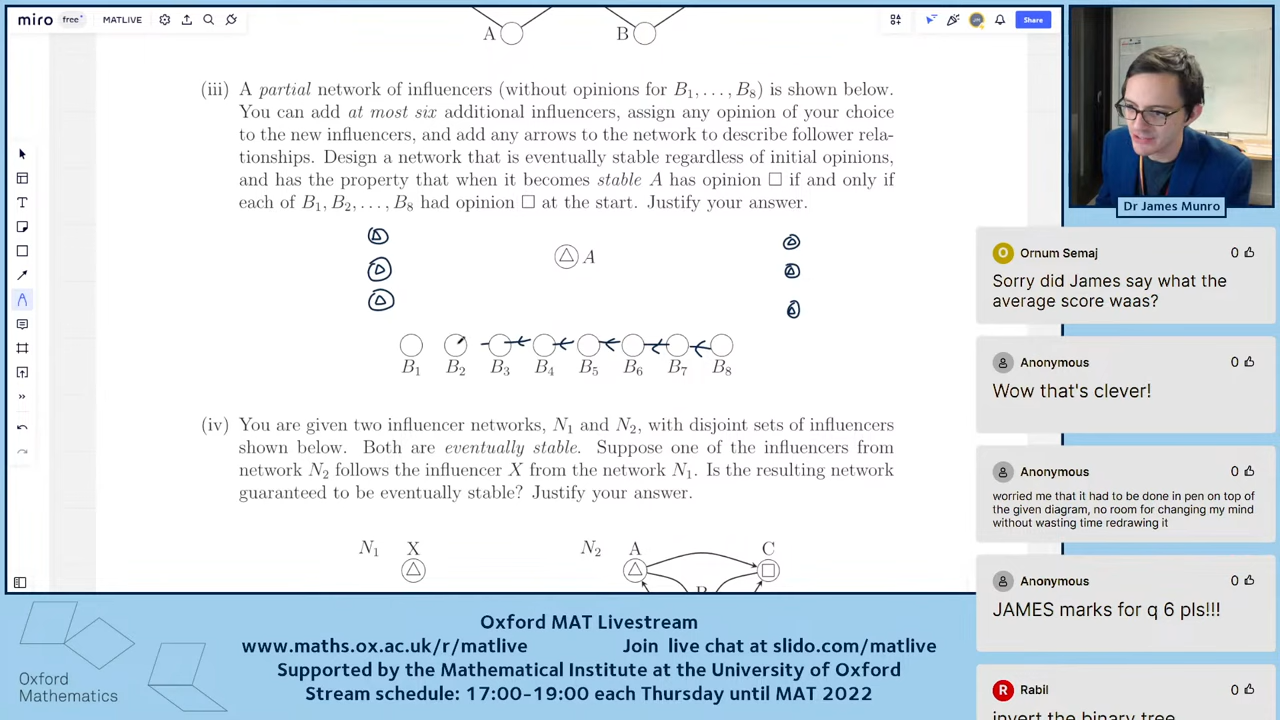 miro free
MATLIVE
Share
A
B
(iii) A partial network of influencers (without opinions for B₁, . . . , B₈) is shown below.
You can add at most six additional influencers, assign any opinion of your choice
to the new influencers, and add any arrows to the network to describe follower rela-
tionships. Design a network that is eventually stable regardless of initial opinions,
and has the property that when it becomes stable A has opinion □ if and only if
each of B₁, B₂, . . . , B₈ had opinion □ at the start. Justify your answer.
A
B₁ B₂ B₃ B₄ B₅ B₆ B₇ B₈
(iv) You are given two influencer networks, N₁ and N₂, with disjoint sets of influencers
shown below. Both are eventually stable. Suppose one of the influencers from
network N₂ follows the influencer X from the network N₁. Is the resulting network
guaranteed to be eventually stable? Justify your answer.
N₁ X N₂ A C
Dr James Munro
Ornum Semaj 0
Sorry did James say what the
average score waas?
Anonymous 0
Wow that's clever!
Anonymous 0
worried me that it had to be done in pen on top of
the given diagram, no room for changing my mind
without wasting time redrawing it
Anonymous 0
JAMES marks for q 6 pls!!!
R Rabil 0
invert the binary tree
Oxford
Mathematics
Oxford MAT Livestream
www.maths.ox.ac.uk/r/matlive Join live chat at slido.com/matlive
Supported by the Mathematical Institute at the University of Oxford
Stream schedule: 17:00-19:00 each Thursday until MAT 2022